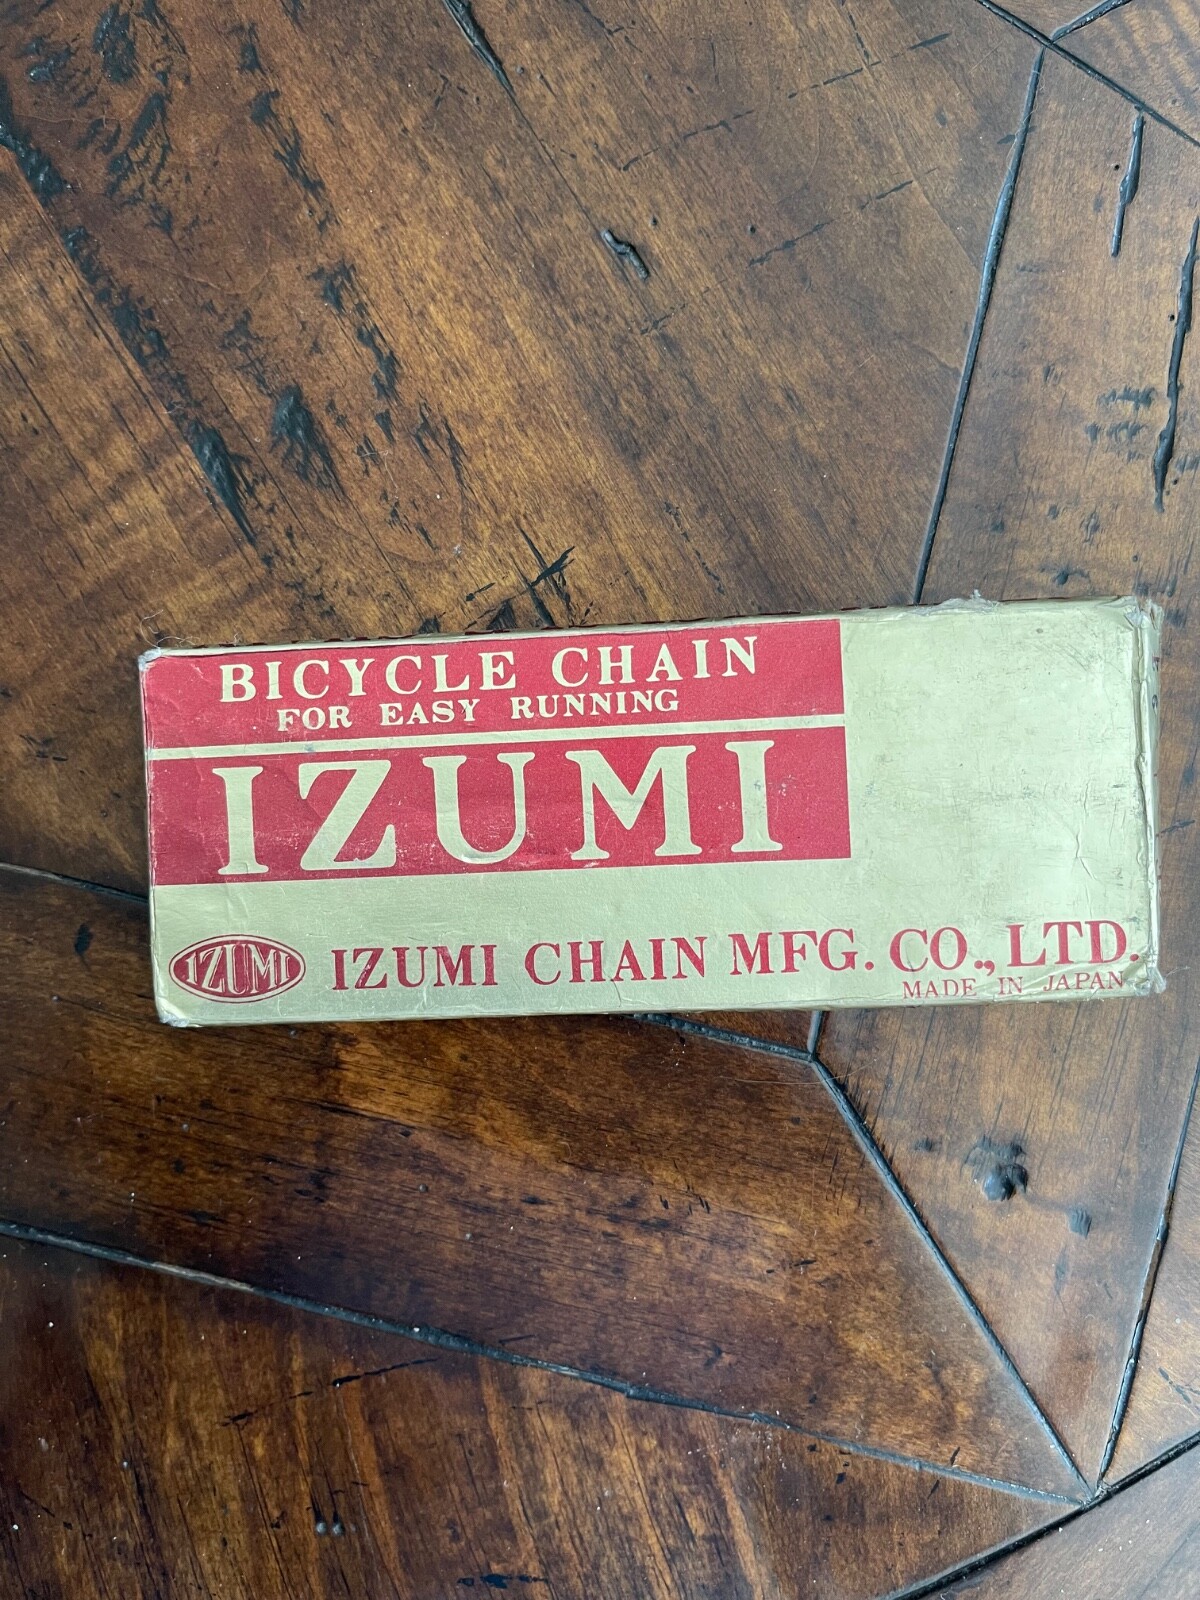 BICYCLE CHAIN
FOR EASY RUNNING
IZUMI
IZUMI IZUMI CHAIN MFG. CO., LTD.
MADE IN JAPAN